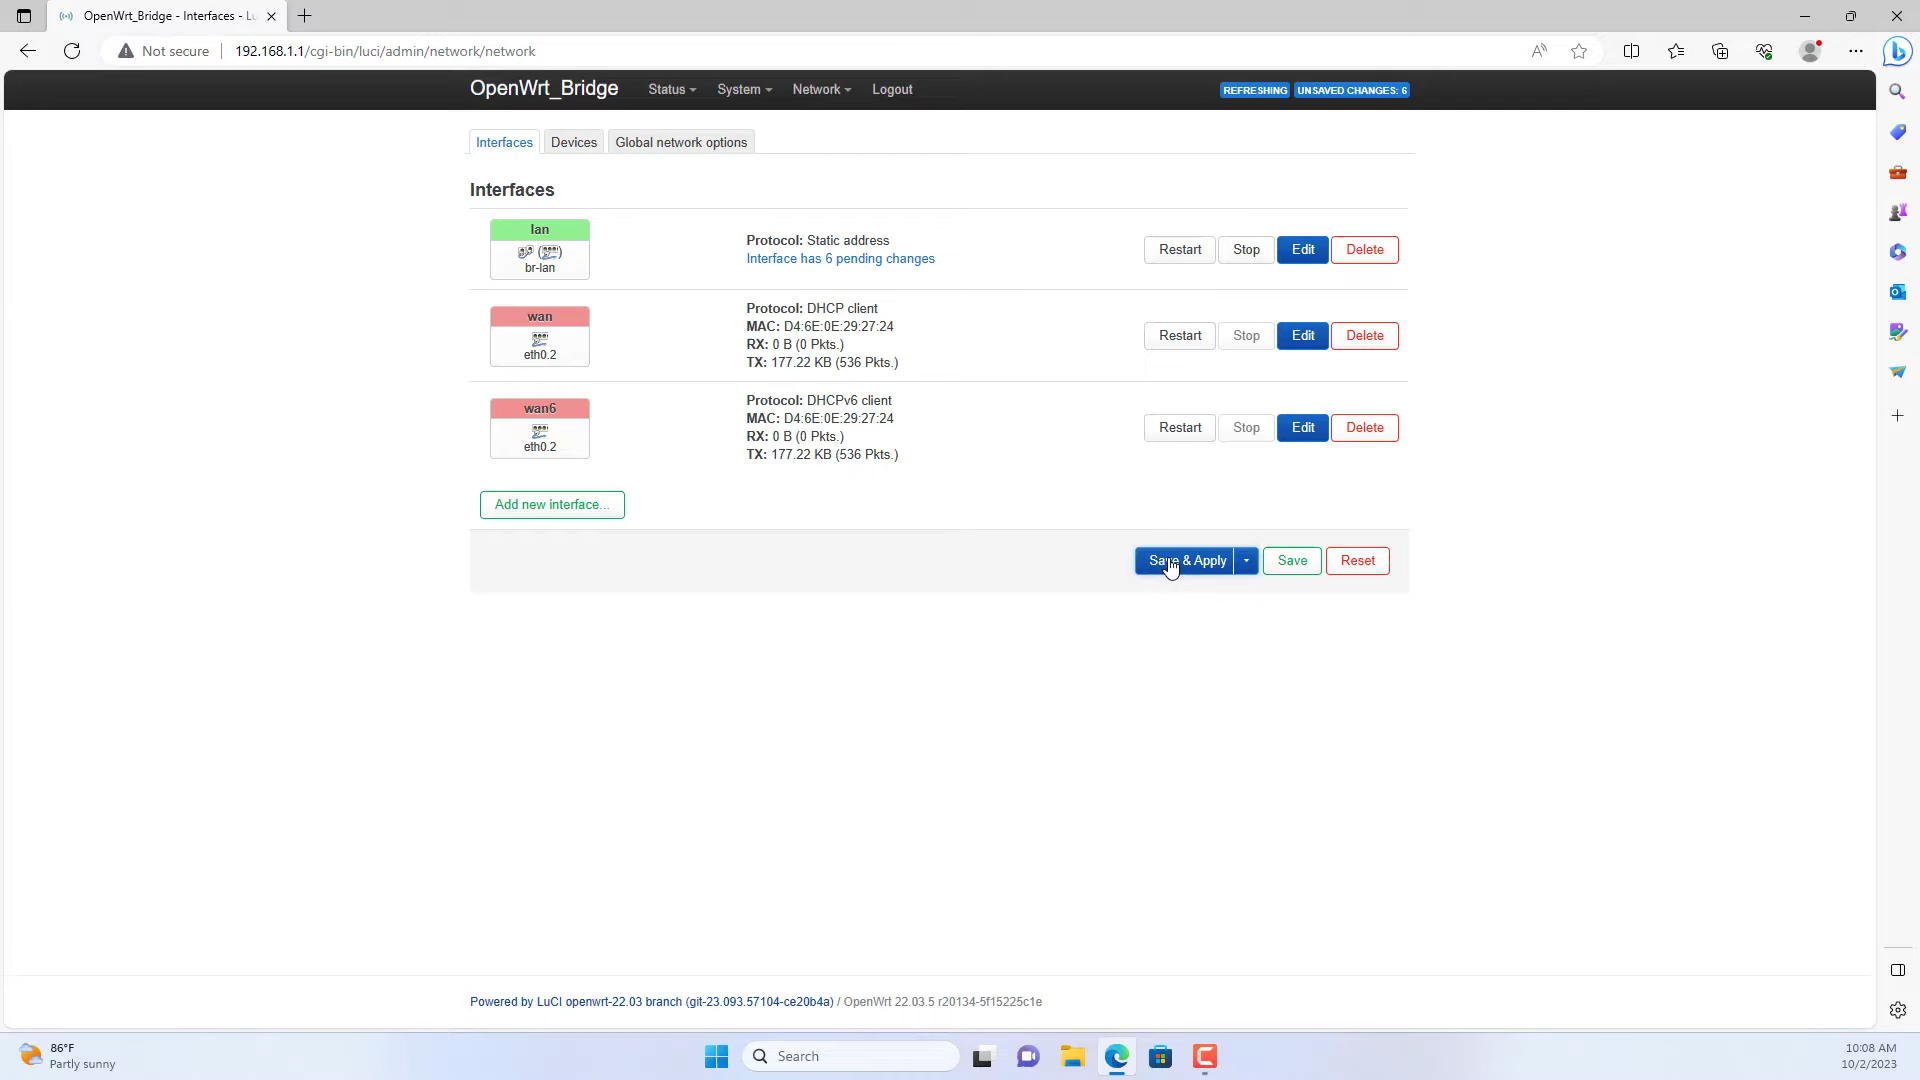 OpenWrt_Bridge - Interfaces - Lu
Not secure
192.168.1.1/cgi-bin/luci/admin/network/network
OpenWrt_Bridge
Status
System
Network
Logout
REFRESHING
UNSAVED CHANGES: 6
Interfaces
Devices
Global network options
Interfaces
lan
br-lan
Protocol: Static address
Interface has 6 pending changes
Restart
Stop
Edit
Delete
wan
eth0.2
Protocol: DHCP client
MAC: D4:6E:0E:29:27:24
RX: 0 B (0 Pkts.)
TX: 177.22 KB (536 Pkts.)
Restart
Stop
Edit
Delete
wan6
eth0.2
Protocol: DHCPv6 client
MAC: D4:6E:0E:29:27:24
RX: 0 B (0 Pkts.)
TX: 177.22 KB (536 Pkts.)
Restart
Stop
Edit
Delete
Add new interface...
Save & Apply
Save
Reset
Powered by LuCI openwrt-22.03 branch (git-23.093.57104-ce20b4a) / OpenWrt 22.03.5 r20134-5f15225c1e
86°F
Partly sunny
Search
10:08 AM
10/2/2023